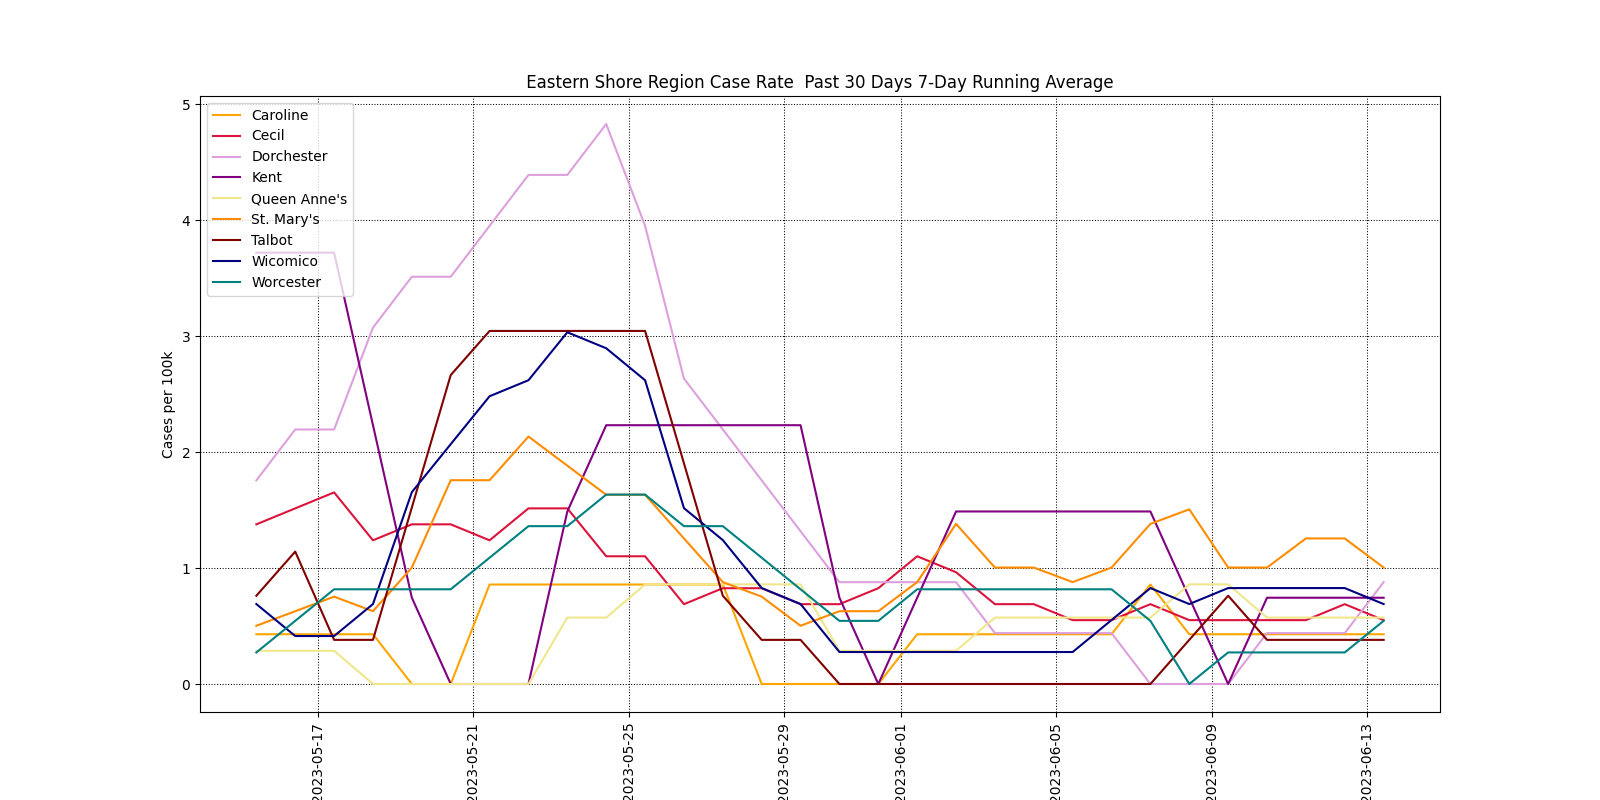 Eastern Shore Region Case Rate  Past 30 Days 7-Day Running Average
Cases per 100k
5
4
3
2
1
0
Caroline
Cecil
Dorchester
Kent
Queen Anne's
St. Mary's
Talbot
Wicomico
Worcester
2023-05-17
2023-05-21
2023-05-25
2023-05-29
2023-06-01
2023-06-05
2023-06-09
2023-06-13